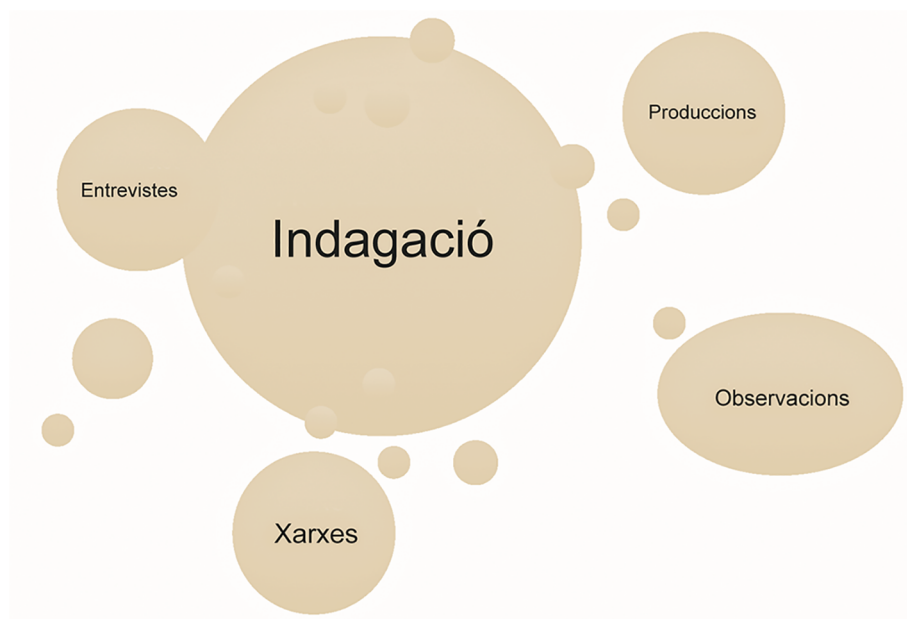 Produccions
Entrevistes
Indagació
Observacions
Xarxes